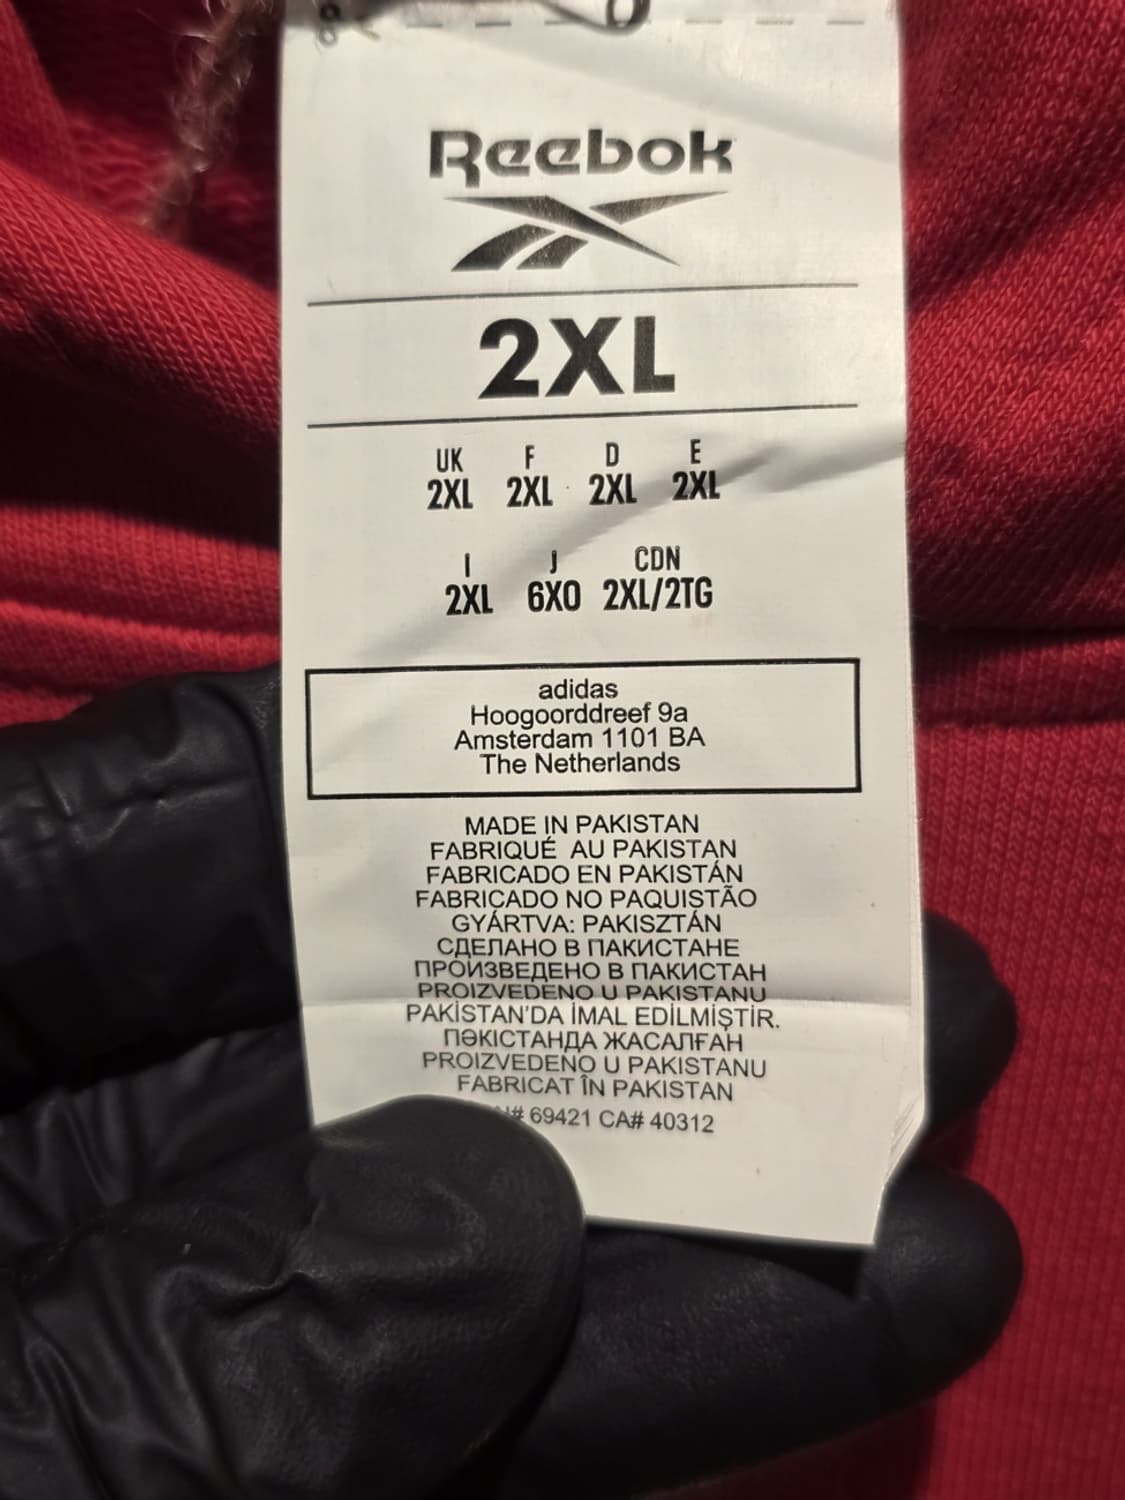 Reebok
2XL
UK F D E
2XL 2XL 2XL 2XL
I J CDN
2XL 6XO 2XL/2TG
adidas
Hoogoorddreef 9a
Amsterdam 1101 BA
The Netherlands
MADE IN PAKISTAN
FABRIQUÉ AU PAKISTAN
FABRICADO EN PAKISTÁN
FABRICADO NO PAQUISTÃO
GYÁRTVA: PAKISZTÁN
СДЕЛАНО В ПАКИСТАНЕ
ПРОИЗВЕДЕНО В ПАКИСТАН
PROIZVEDENO U PAKISTANU
PAKİSTAN'DA İMAL EDİLMİŞTİR.
ПӘКІСТАНДА ЖАСАЛҒАН
PROIZVEDENO U PAKISTANU
FABRICAT ÎN PAKISTAN
# 69421 CA# 40312